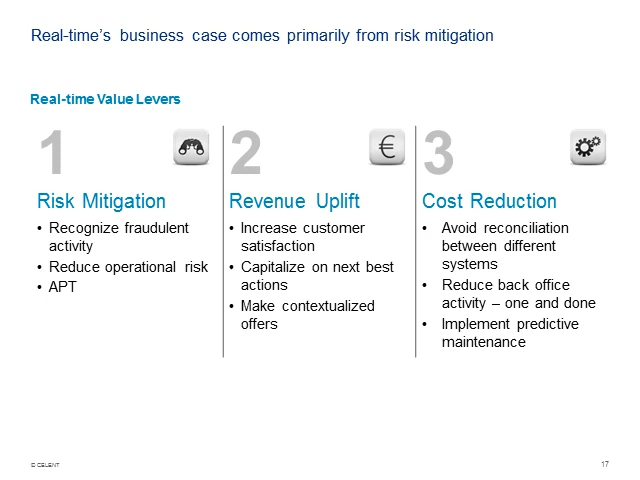 Real-time's business case comes primarily from risk mitigation
Real-time Value Levers
1
Risk Mitigation
• Recognize fraudulent
activity
• Reduce operational risk
• APT
2
€
Revenue Uplift
• Increase customer
satisfaction
• Capitalize on next best
actions
• Make contextualized
offers
3
Cost Reduction
• Avoid reconciliation
between different
systems
• Reduce back office
activity – one and done
• Implement predictive
maintenance
© CELENT
17